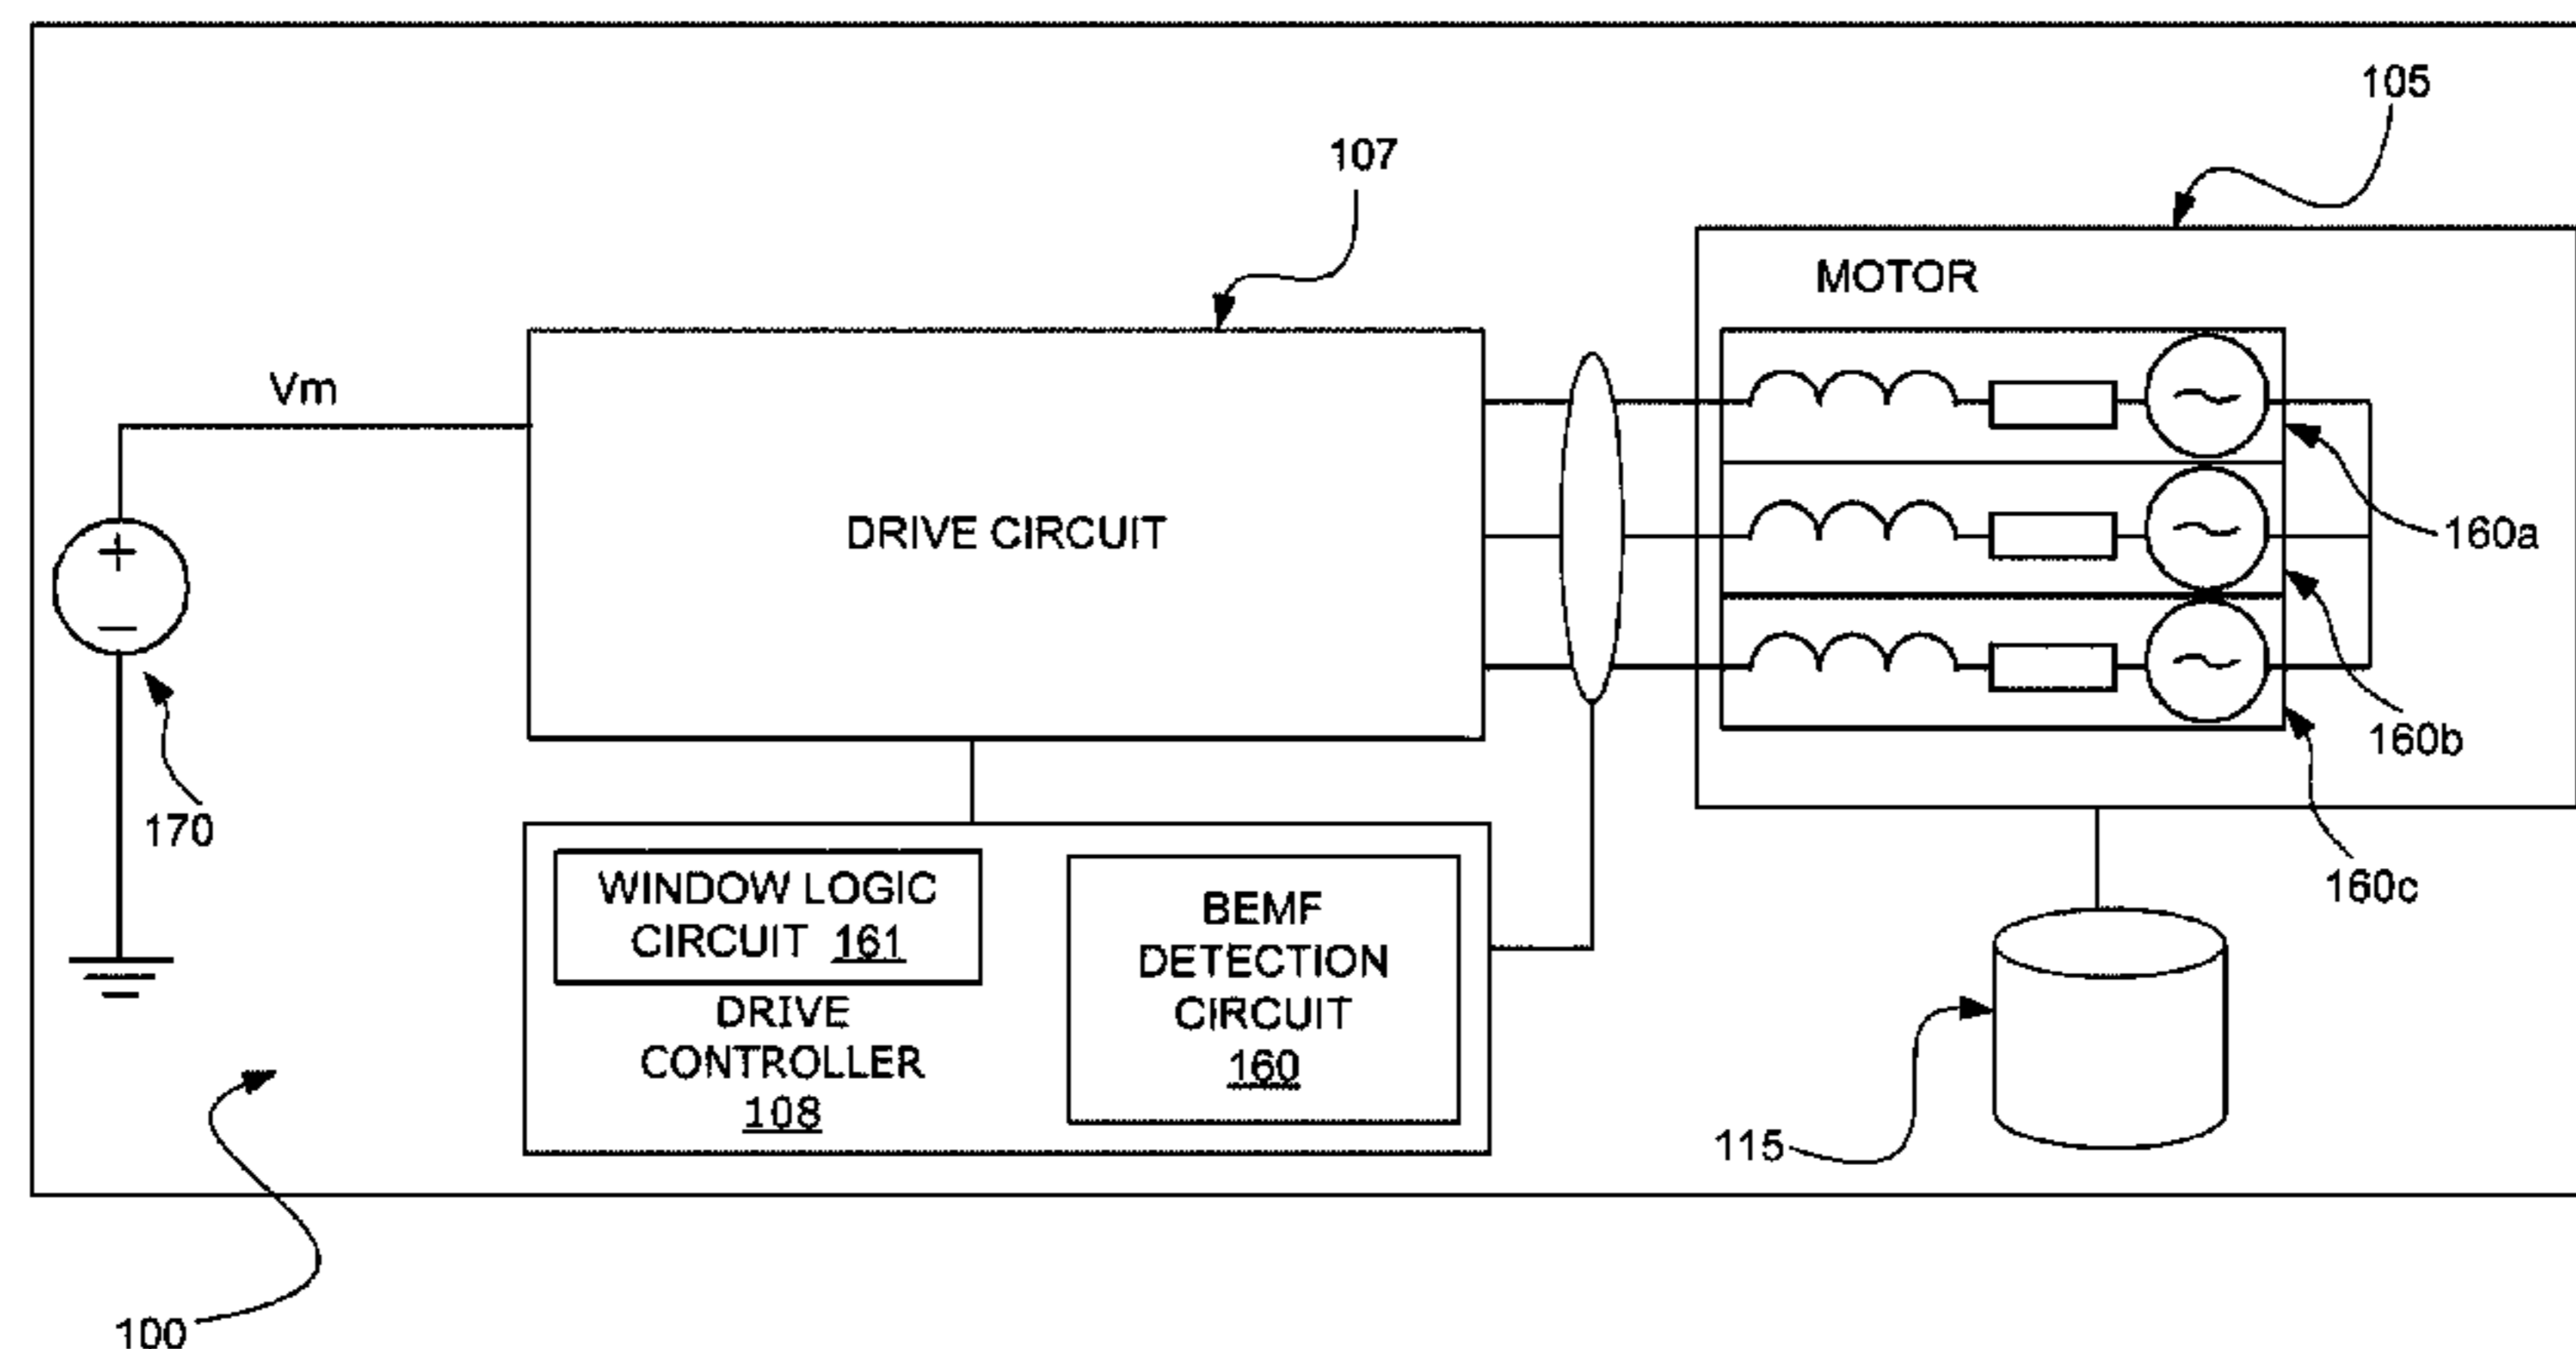 105
107
MOTOR
Vm
DRIVE CIRCUIT
160a
160b
160c
170
WINDOW LOGIC
CIRCUIT 161
DRIVE
CONTROLLER
108
BEMF
DETECTION
CIRCUIT
160
115
100